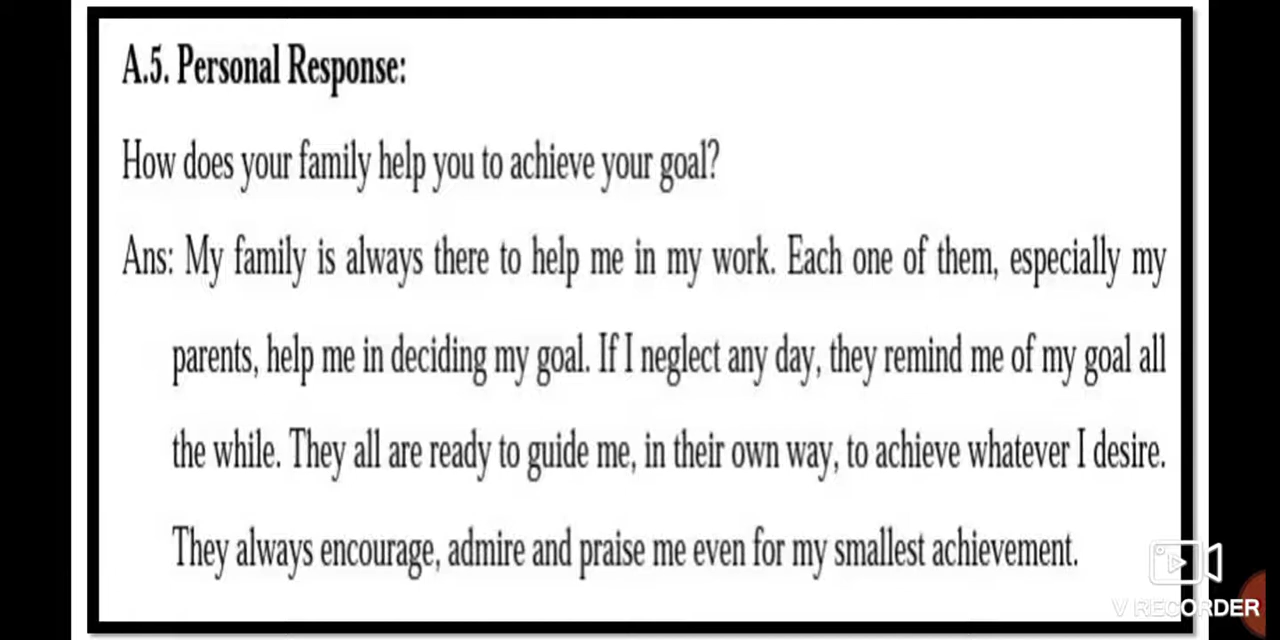 A.5. Personal Response:
How does your family help you to achieve your goal?
Ans: My family is always there to help me in my work. Each one of them, especially my
parents, help me in deciding my goal. If I neglect any day, they remind me of my goal all
the while. They all are ready to guide me, in their own way, to achieve whatever I desire.
They always encourage, admire and praise me even for my smallest achievement.
V RECORDER